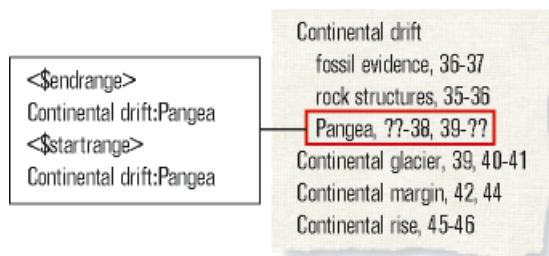 <$endrange>
Continental drift:Pangea
<$startrange>
Continental drift:Pangea
Continental drift
fossil evidence, 36-37
rock structures, 35-36
Pangea, ??-38, 39-??
Continental glacier, 39, 40-41
Continental margin, 42, 44
Continental rise, 45-46